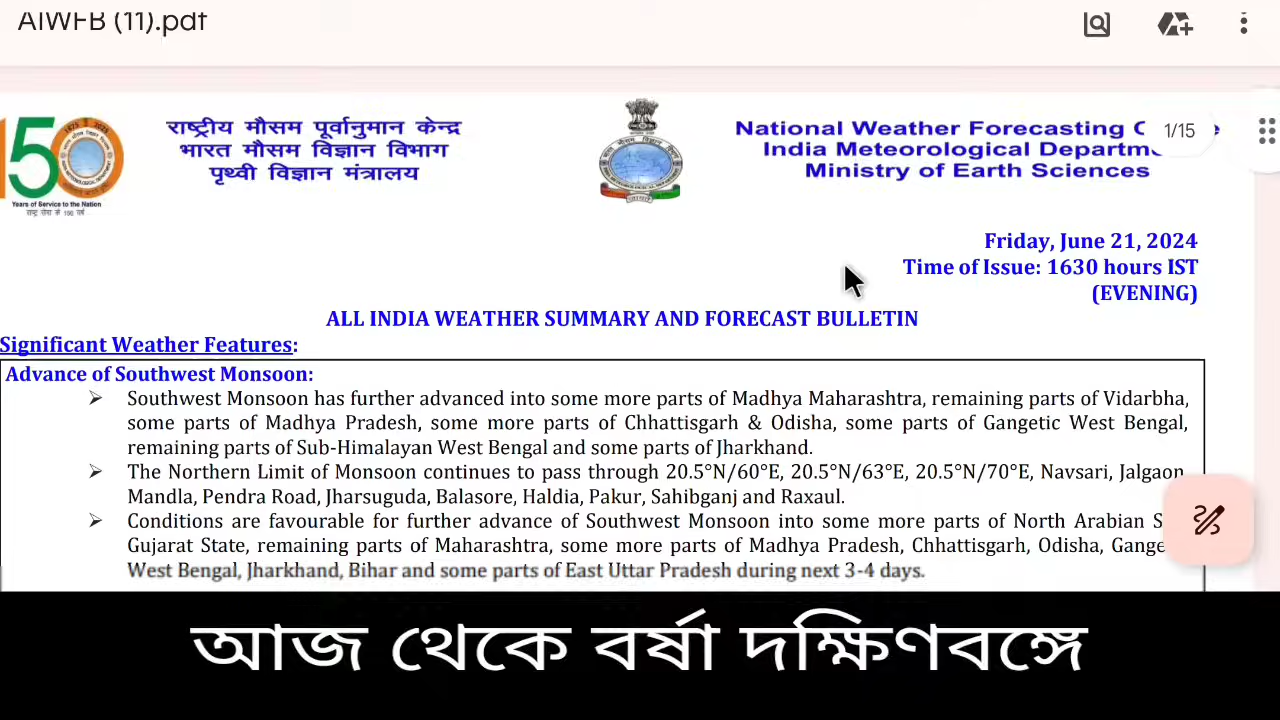 AIWFB (11).pdf
150
Years of Service to the Nation
राष्ट्रीय मौसम पूर्वानुमान केन्द्र
भारत मौसम विज्ञान विभाग
पृथ्वी विज्ञान मंत्रालय
National Weather Forecasting C e
India Meteorological Departm
Ministry of Earth Sciences
1/15
Friday, June 21, 2024
Time of Issue: 1630 hours IST
(EVENING)
ALL INDIA WEATHER SUMMARY AND FORECAST BULLETIN
Significant Weather Features:
Advance of Southwest Monsoon:
➢ Southwest Monsoon has further advanced into some more parts of Madhya Maharashtra, remaining parts of Vidarbha,
some parts of Madhya Pradesh, some more parts of Chhattisgarh & Odisha, some parts of Gangetic West Bengal,
remaining parts of Sub-Himalayan West Bengal and some parts of Jharkhand.
➢ The Northern Limit of Monsoon continues to pass through 20.5°N/60°E, 20.5°N/63°E, 20.5°N/70°E, Navsari, Jalgaon,
Mandla, Pendra Road, Jharsuguda, Balasore, Haldia, Pakur, Sahibganj and Raxaul.
➢ Conditions are favourable for further advance of Southwest Monsoon into some more parts of North Arabian S
Gujarat State, remaining parts of Maharashtra, some more parts of Madhya Pradesh, Chhattisgarh, Odisha, Gange
West Bengal, Jharkhand, Bihar and some parts of East Uttar Pradesh during next 3-4 days.
আজ থেকে বর্ষা দক্ষিণবঙ্গে